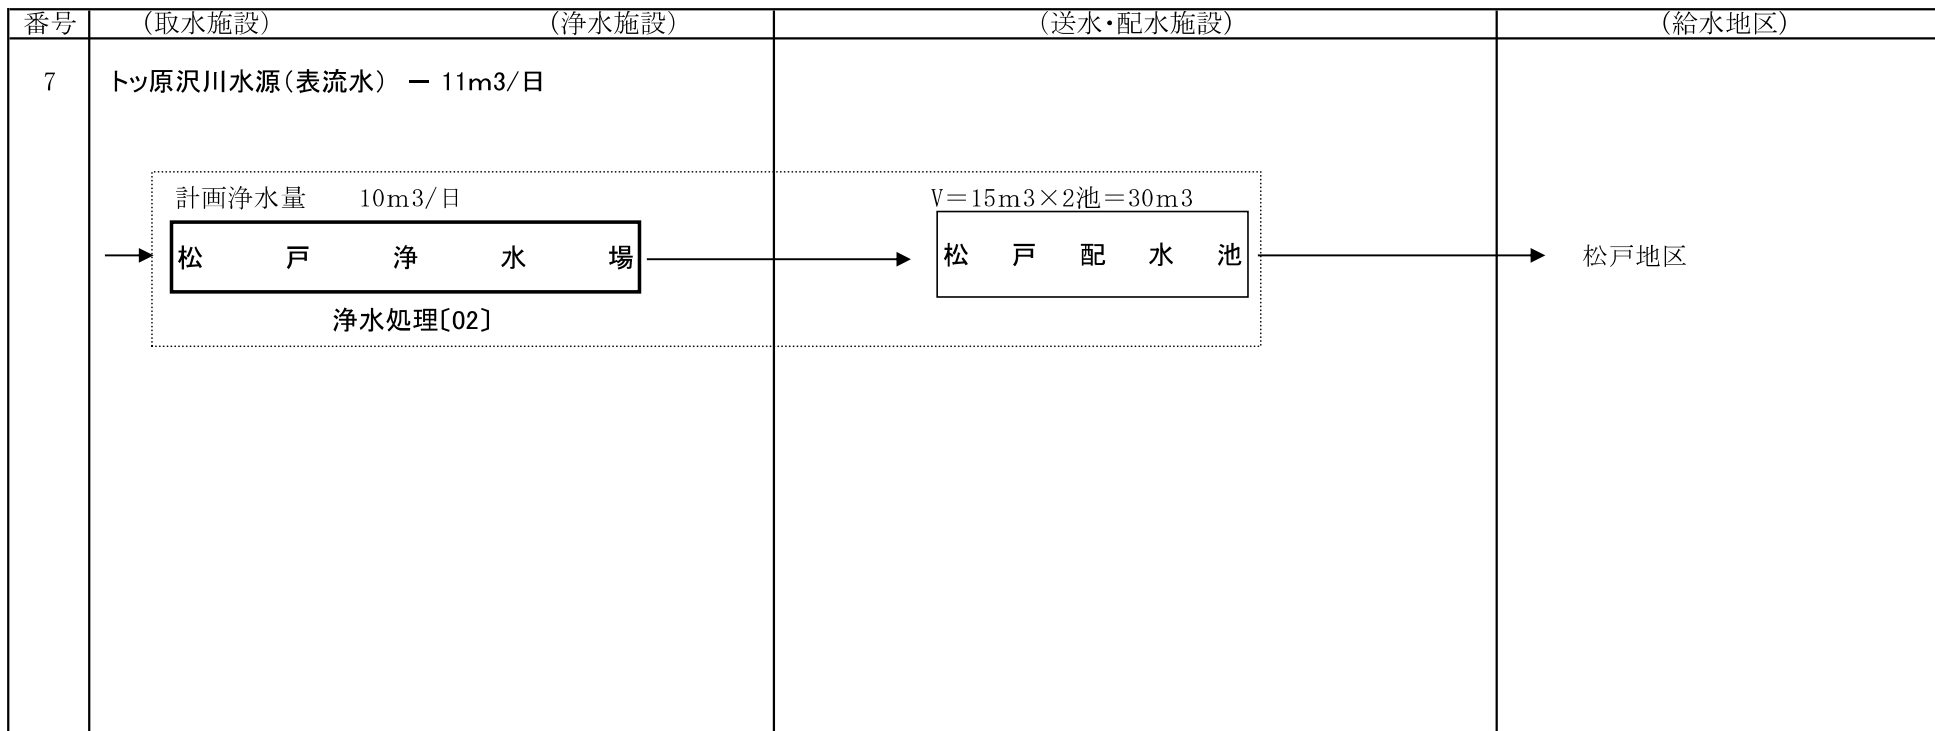 番号 （取水施設） （浄水施設） （送水・配水施設） （給水地区）
7 トッ原沢川水源（表流水） ー 11m3/日
計画浄水量 10m3/日 V＝15m3×2池＝30m3
松戸浄水場 松戸配水池 松戸地区
浄水処理〔02〕